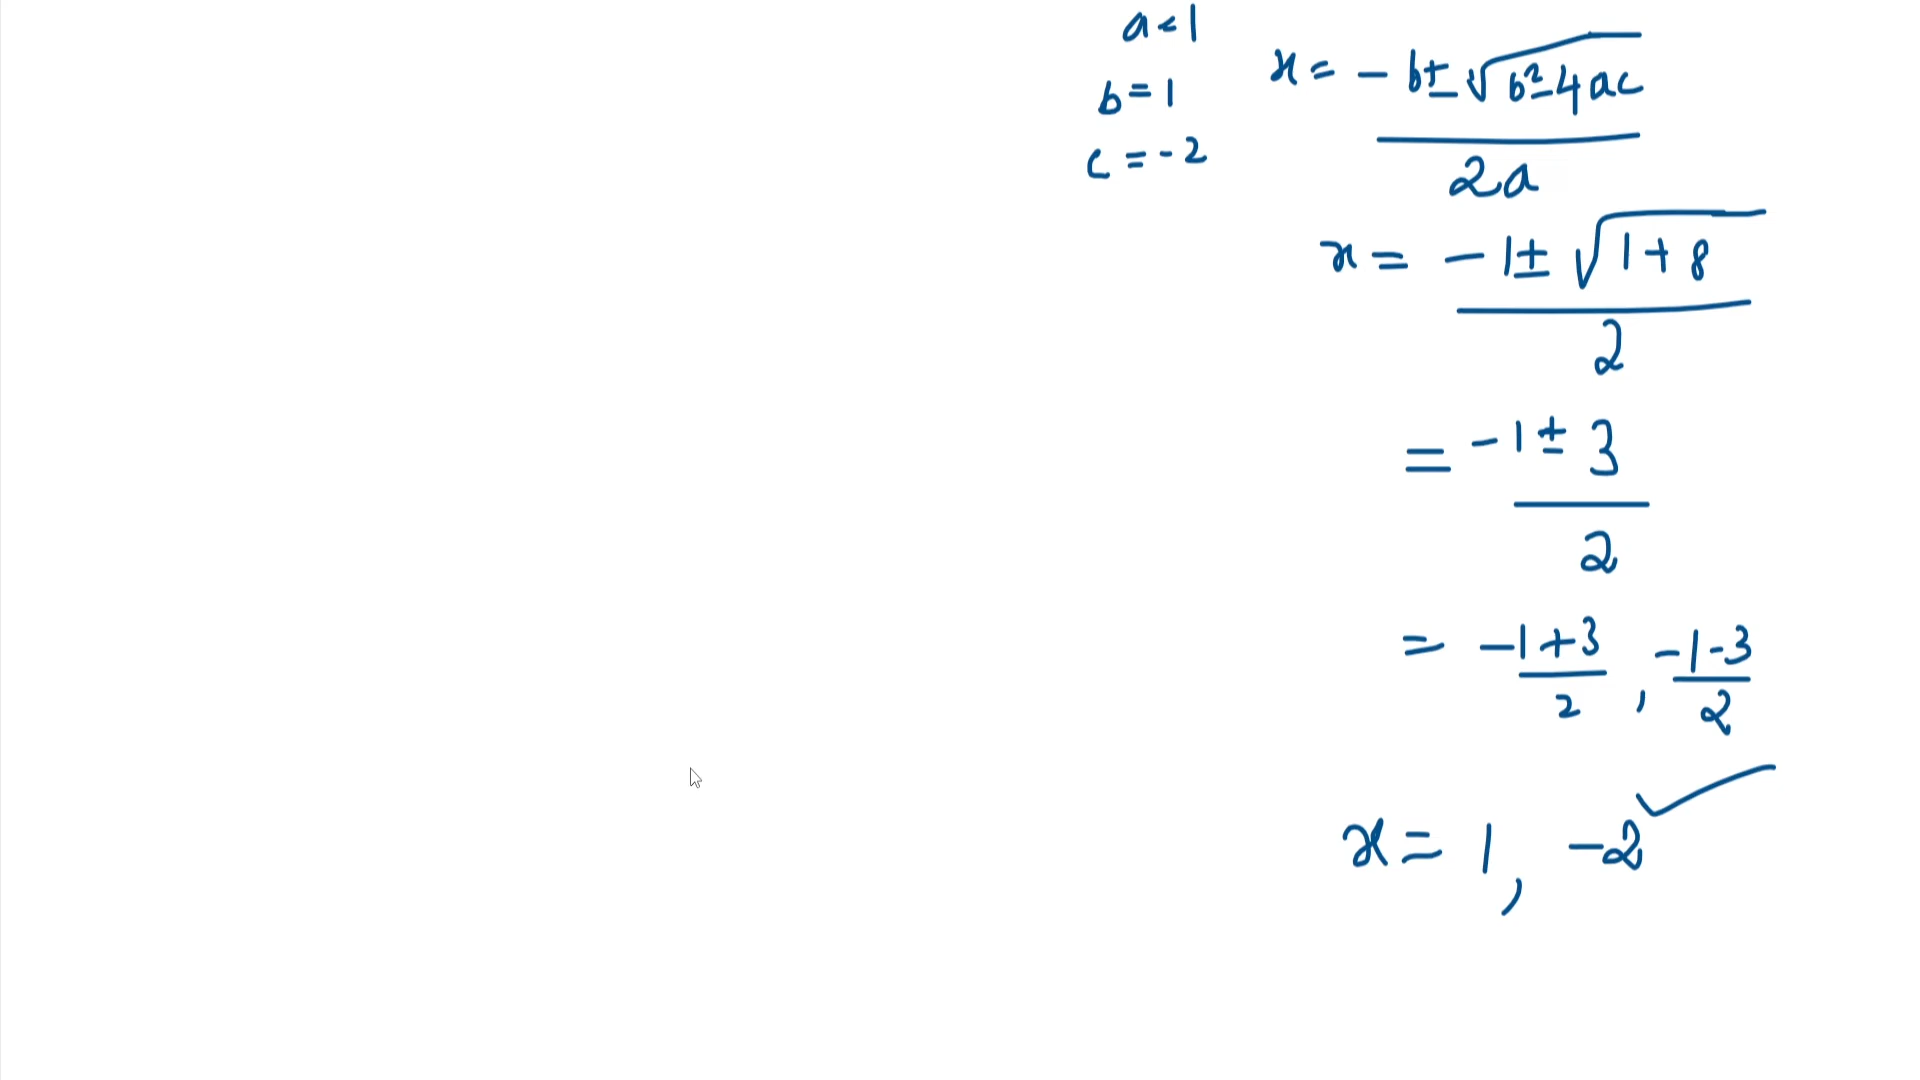 a = 1
b = 1
c = -2
x = -b ± √(b² - 4ac) / 2a
x = -1 ± √(1 + 8) / 2
= -1 ± 3 / 2
= -1 + 3 / 2 , -1 - 3 / 2
x = 1 , -2 ✓